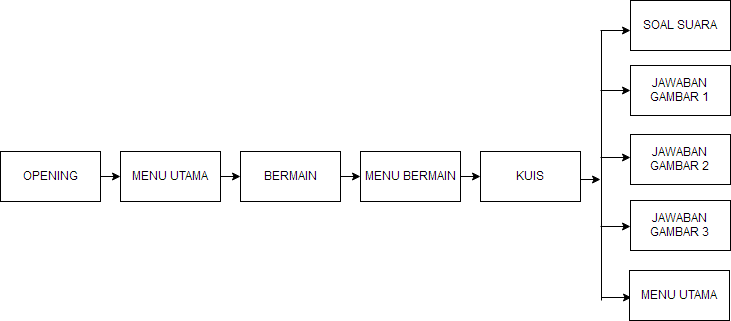 SOAL SUARA
JAWABAN
GAMBAR 1
JAWABAN
GAMBAR 2
OPENING
MENU UTAMA
BERMAIN
MENU BERMAIN
KUIS
JAWABAN
GAMBAR 3
MENU UTAMA